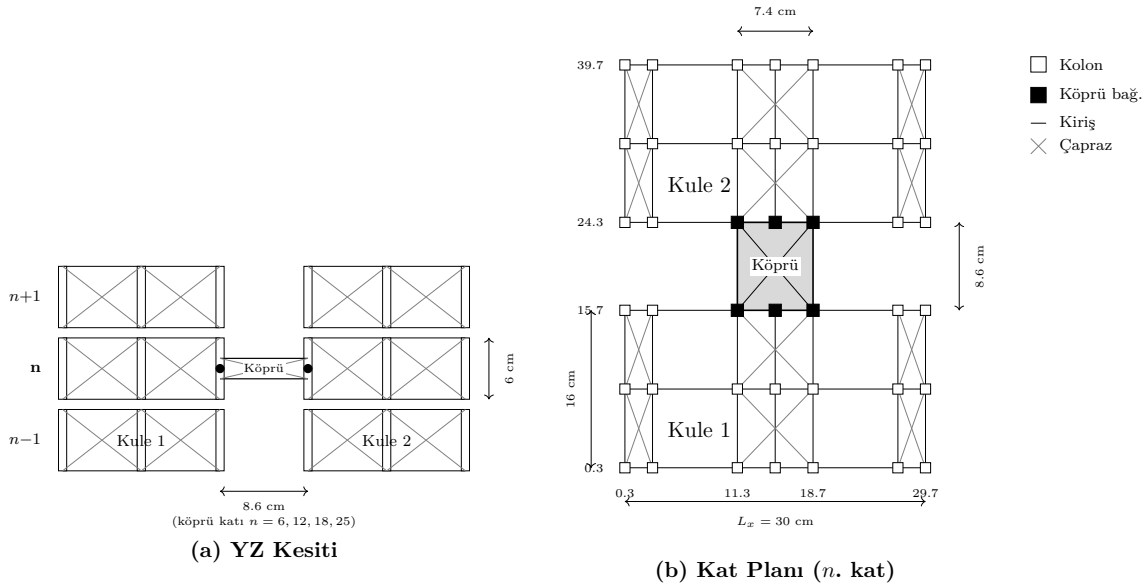 n+1
n
n−1
Köprü
Kule 1
Kule 2
6 cm
8.6 cm
(köprü katı n = 6, 12, 18, 25)
(a) YZ Kesiti
7.4 cm
39.7
24.3
15.7
0.3
16 cm
Kule 2
Köprü
Kule 1
8.6 cm
0.3
11.3
18.7
29.7
L_x = 30 cm
(b) Kat Planı (n. kat)
Kolon
Köprü bağ.
Kiriş
Çapraz